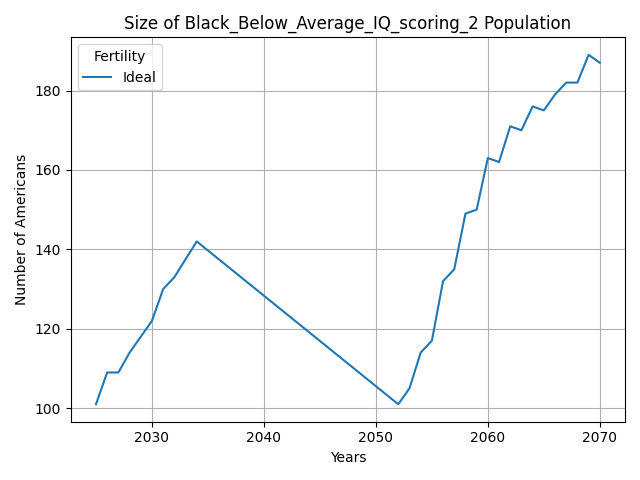 Size of Black_Below_Average_IQ_scoring_2 Population
Fertility
Ideal
Number of Americans
180
160
140
120
100
2030 2040 2050 2060 2070
Years